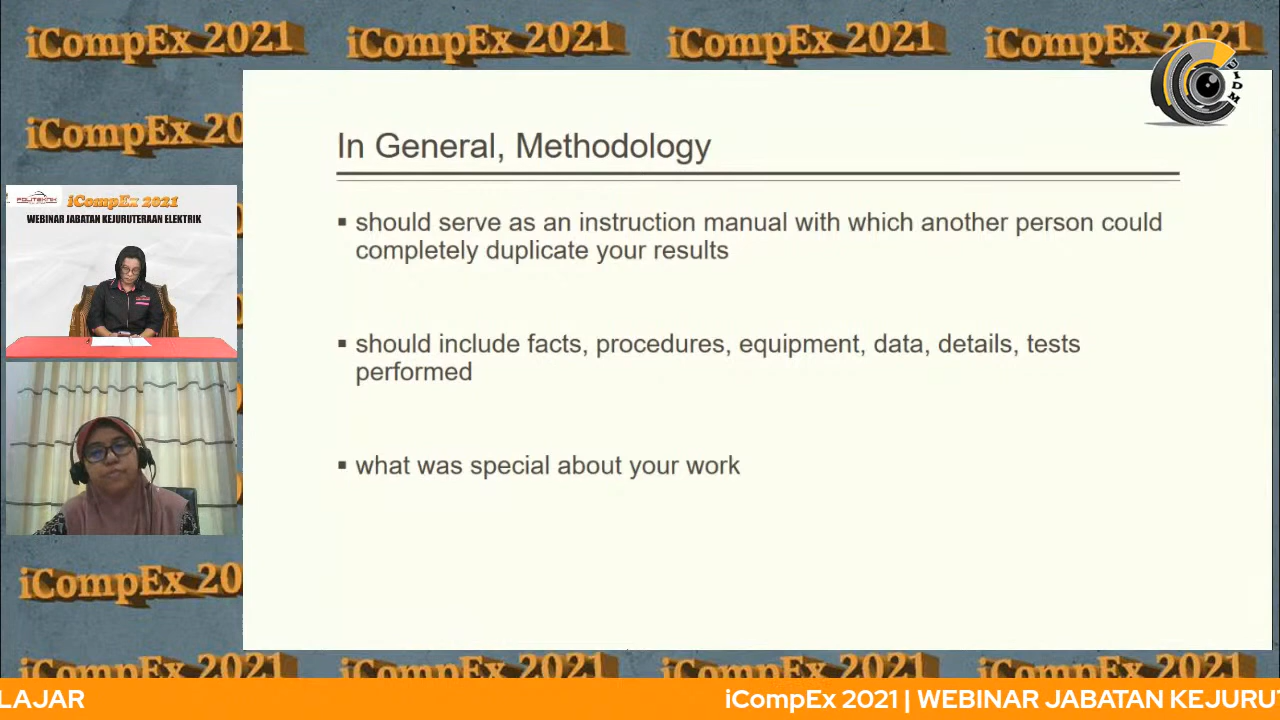 iCompEx 2021 iCompEx 2021 iCompEx 2021 iCompEx 2021
UIDM
iCompEx 20
In General, Methodology
▪ should serve as an instruction manual with which another person could
completely duplicate your results
▪ should include facts, procedures, equipment, data, details, tests
performed
▪ what was special about your work
POLITEKNIK
iCompEx 2021
WEBINAR JABATAN KEJURUTERAAN ELEKTRIK
iCompEx 20
iCompEx 2021 iCompEx 2021 iCompEx 2021 iCompEx 2021
LAJAR iCompEx 2021 | WEBINAR JABATAN KEJURUT